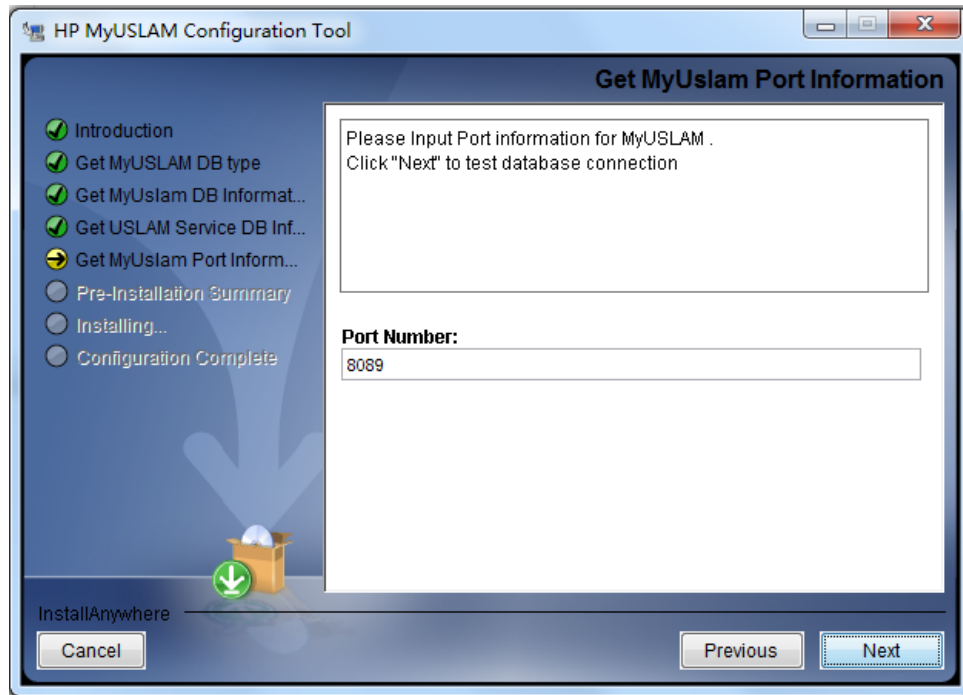 HP MyUSLAM Configuration Tool
Get MyUslam Port Information
Introduction
Get MyUSLAM DB type
Get MyUslam DB Informat...
Get USLAM Service DB Inf...
Get MyUslam Port Inform...
Pre-Installation Summary
Installing...
Configuration Complete
Please Input Port information for MyUSLAM .
Click "Next" to test database connection
Port Number:
8089
InstallAnywhere
Cancel
Previous
Next